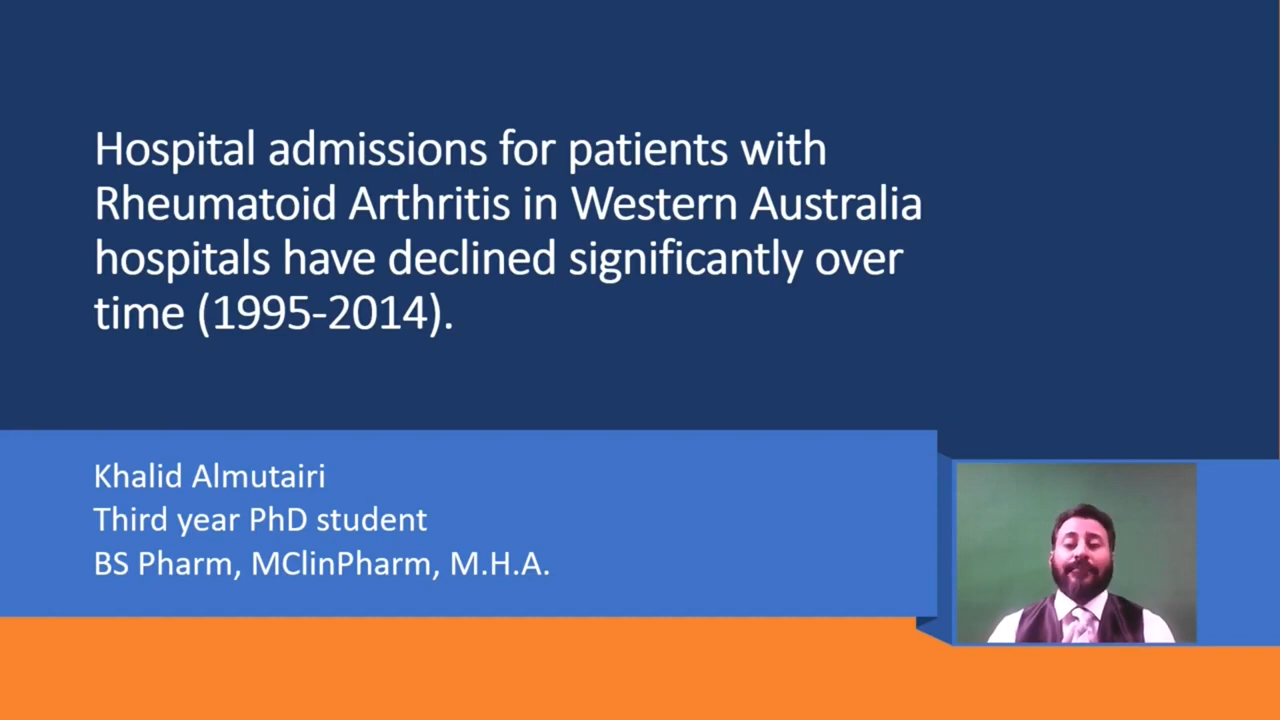 Hospital admissions for patients with
Rheumatoid Arthritis in Western Australia
hospitals have declined significantly over
time (1995-2014).
Khalid Almutairi
Third year PhD student
BS Pharm, MClinPharm, M.H.A.